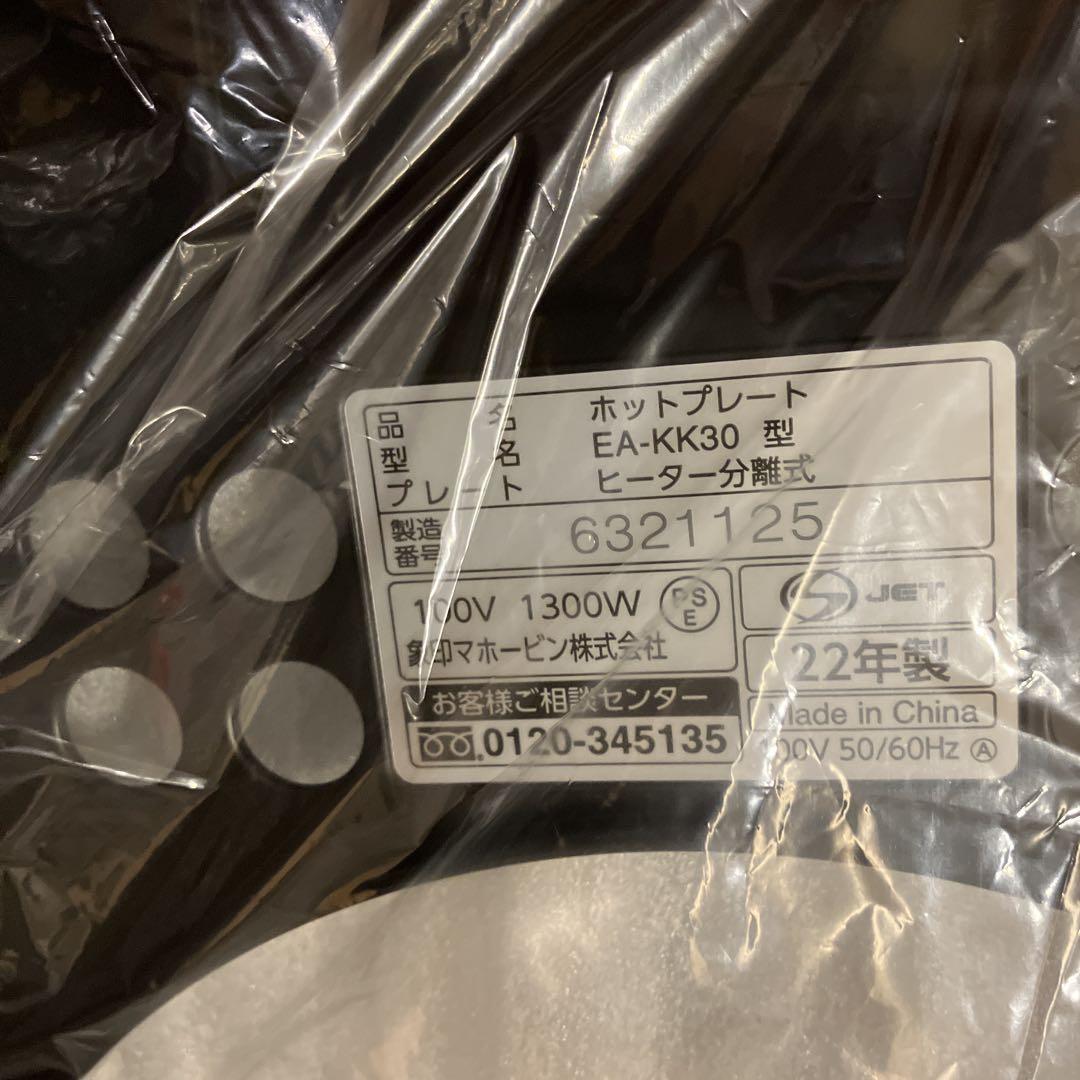 品名 ホットプレート
型名 EA-KK30 型
プレート ヒーター分離式
製造番号 6321125
100V 1300W PSE
象印マホービン株式会社
お客様ご相談センター
0120-345135
S JET
22年製
Made in China
100V 50/60Hz Ⓐ